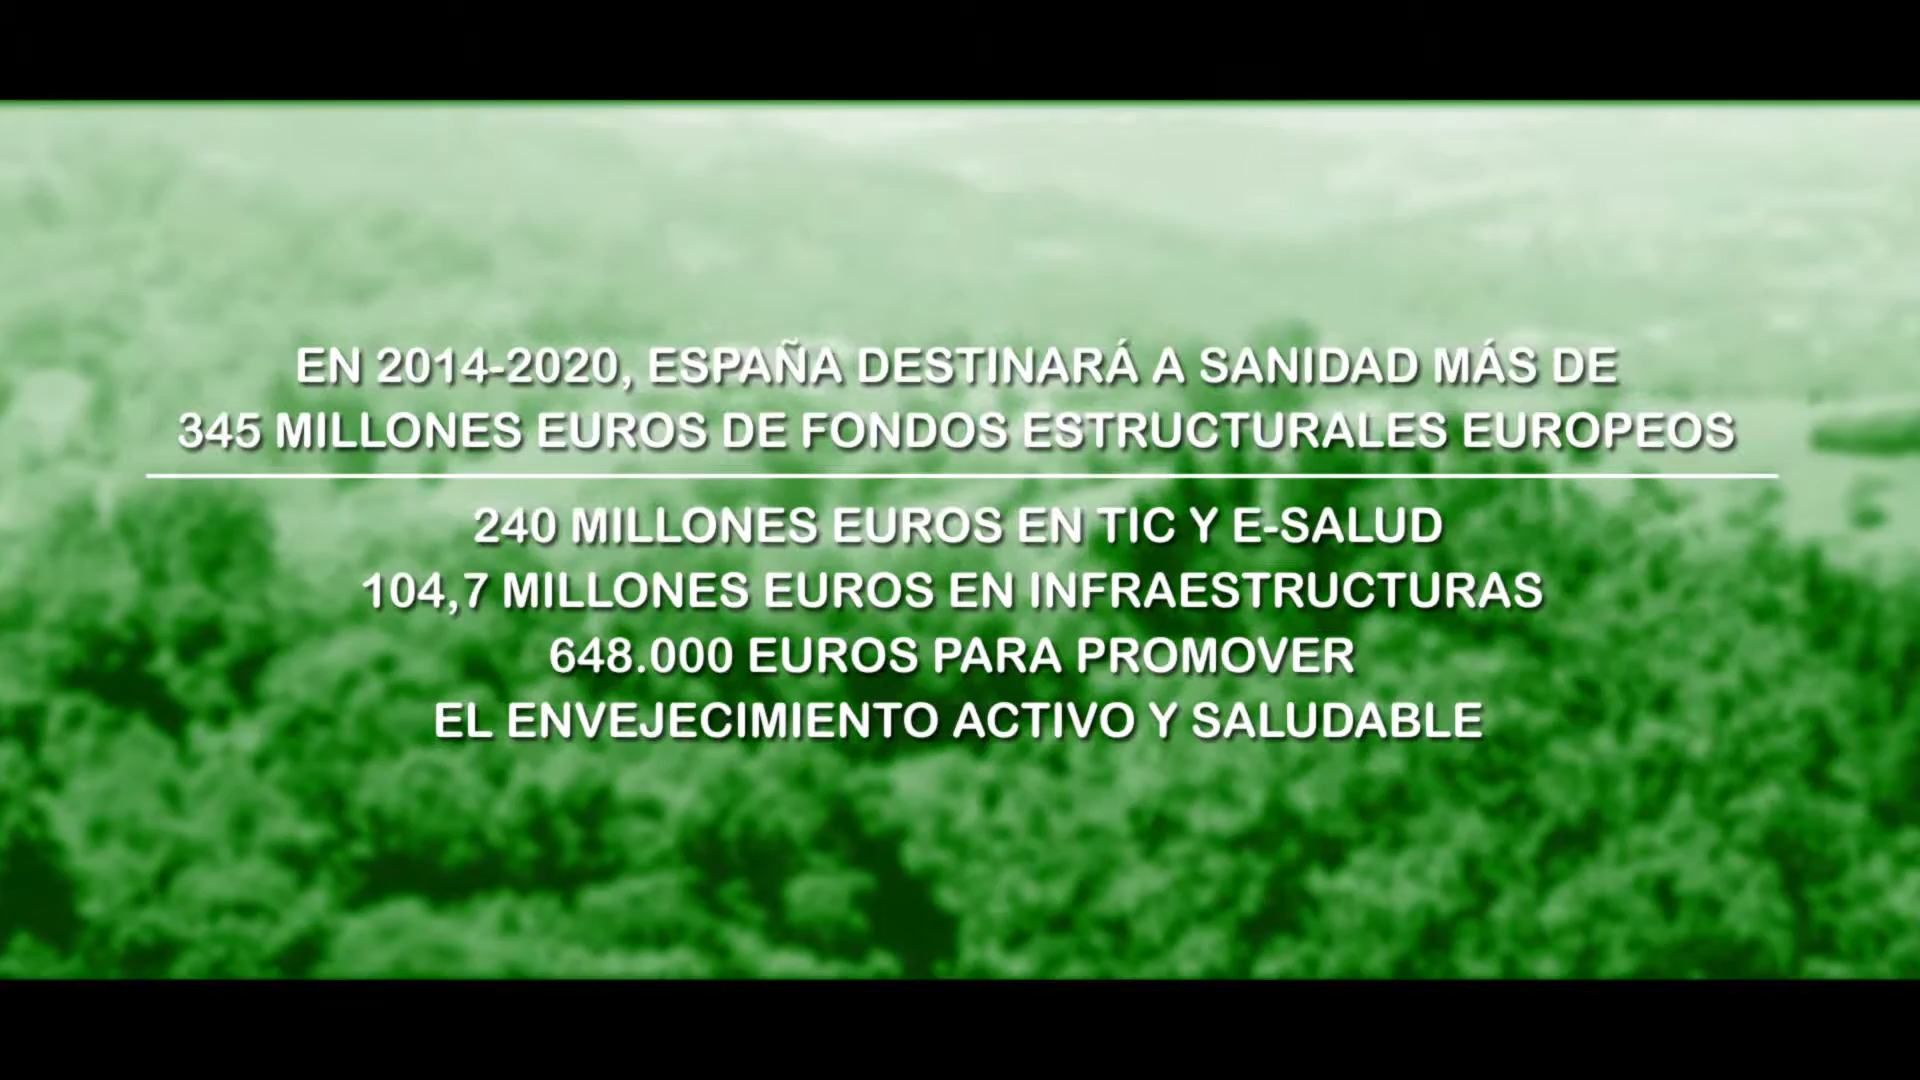 EN 2014-2020, ESPAÑA DESTINARÁ A SANIDAD MÁS DE
345 MILLONES EUROS DE FONDOS ESTRUCTURALES EUROPEOS
240 MILLONES EUROS EN TIC Y E-SALUD
104,7 MILLONES EUROS EN INFRAESTRUCTURAS
648.000 EUROS PARA PROMOVER
EL ENVEJECIMIENTO ACTIVO Y SALUDABLE